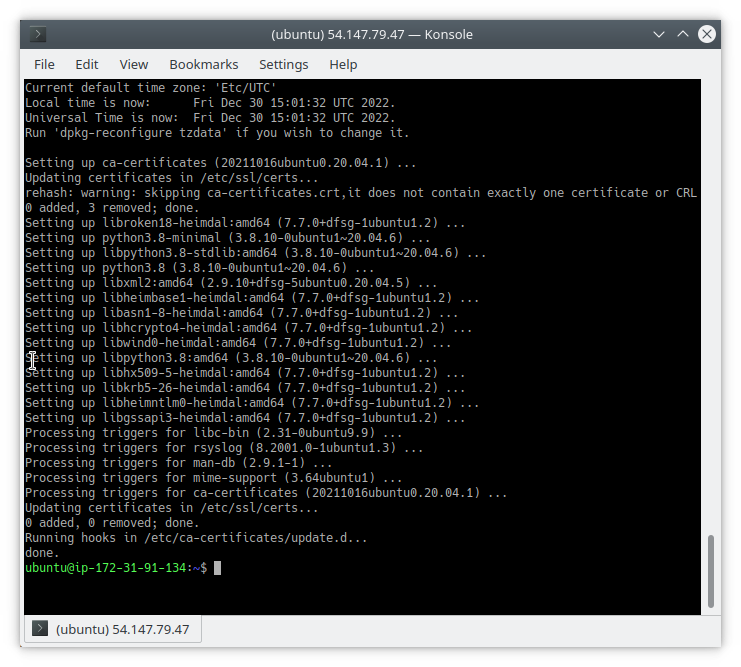 (ubuntu) 54.147.79.47 — Konsole
File Edit View Bookmarks Settings Help
Current default time zone: 'Etc/UTC'
Local time is now:      Fri Dec 30 15:01:32 UTC 2022.
Universal Time is now:  Fri Dec 30 15:01:32 UTC 2022.
Run 'dpkg-reconfigure tzdata' if you wish to change it.
Setting up ca-certificates (20211016ubuntu0.20.04.1) ...
Updating certificates in /etc/ssl/certs...
rehash: warning: skipping ca-certificates.crt,it does not contain exactly one certificate or CRL
0 added, 3 removed; done.
Setting up libroken18-heimdal:amd64 (7.7.0+dfsg-1ubuntu1.2) ...
Setting up python3.8-minimal (3.8.10-0ubuntu1~20.04.6) ...
Setting up libpython3.8-stdlib:amd64 (3.8.10-0ubuntu1~20.04.6) ...
Setting up python3.8 (3.8.10-0ubuntu1~20.04.6) ...
Setting up libxml2:amd64 (2.9.10+dfsg-5ubuntu0.20.04.5) ...
Setting up libheimbase1-heimdal:amd64 (7.7.0+dfsg-1ubuntu1.2) ...
Setting up libasn1-8-heimdal:amd64 (7.7.0+dfsg-1ubuntu1.2) ...
Setting up libhcrypto4-heimdal:amd64 (7.7.0+dfsg-1ubuntu1.2) ...
Setting up libwind0-heimdal:amd64 (7.7.0+dfsg-1ubuntu1.2) ...
Setting up libpython3.8:amd64 (3.8.10-0ubuntu1~20.04.6) ...
Setting up libhx509-5-heimdal:amd64 (7.7.0+dfsg-1ubuntu1.2) ...
Setting up libkrb5-26-heimdal:amd64 (7.7.0+dfsg-1ubuntu1.2) ...
Setting up libheimntlm0-heimdal:amd64 (7.7.0+dfsg-1ubuntu1.2) ...
Setting up libgssapi3-heimdal:amd64 (7.7.0+dfsg-1ubuntu1.2) ...
Processing triggers for libc-bin (2.31-0ubuntu9.9) ...
Processing triggers for rsyslog (8.2001.0-1ubuntu1.3) ...
Processing triggers for man-db (2.9.1-1) ...
Processing triggers for mime-support (3.64ubuntu1) ...
Processing triggers for ca-certificates (20211016ubuntu0.20.04.1) ...
Updating certificates in /etc/ssl/certs...
0 added, 0 removed; done.
Running hooks in /etc/ca-certificates/update.d...
done.
ubuntu@ip-172-31-91-134:~$
(ubuntu) 54.147.79.47